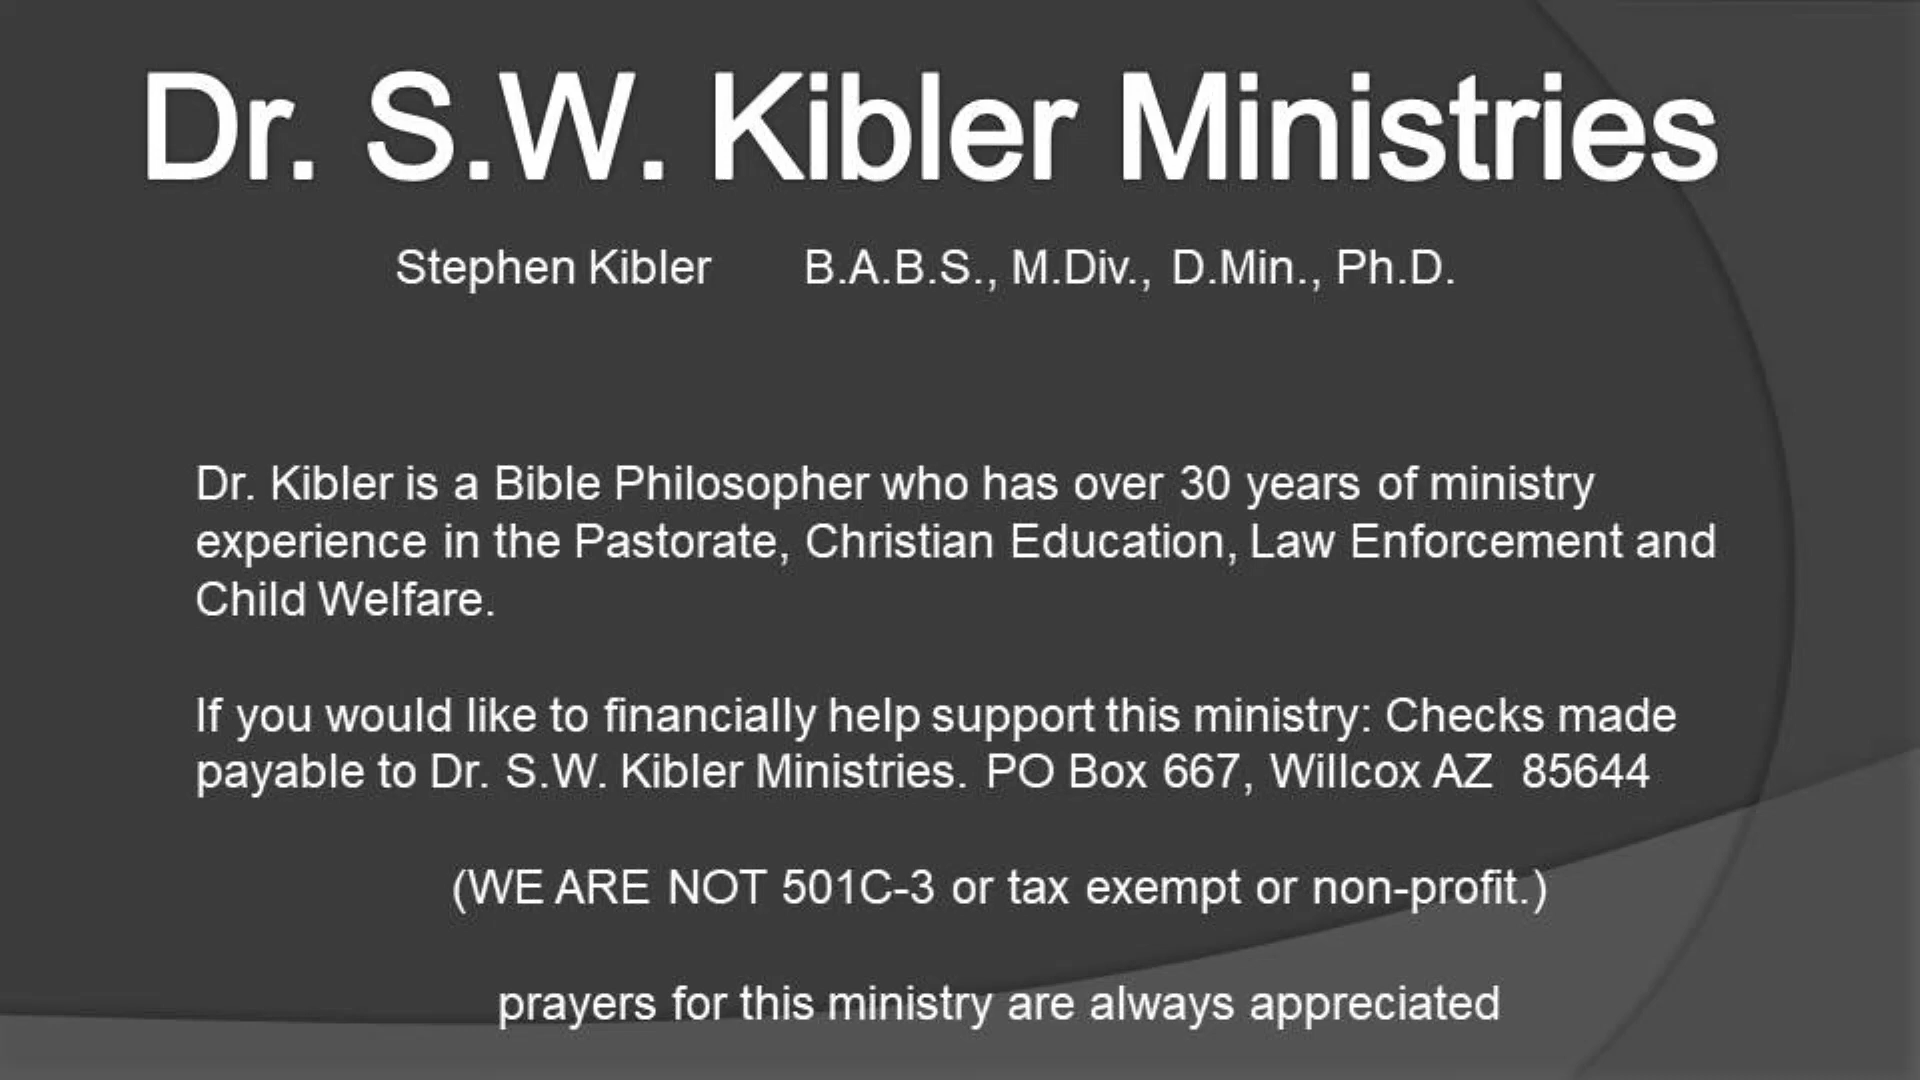 Dr. S.W. Kibler Ministries
Stephen Kibler B.A.B.S., M.Div., D.Min., Ph.D.
Dr. Kibler is a Bible Philosopher who has over 30 years of ministry
experience in the Pastorate, Christian Education, Law Enforcement and
Child Welfare.
If you would like to financially help support this ministry: Checks made
payable to Dr. S.W. Kibler Ministries. PO Box 667, Willcox AZ 85644
(WE ARE NOT 501C-3 or tax exempt or non-profit.)
prayers for this ministry are always appreciated